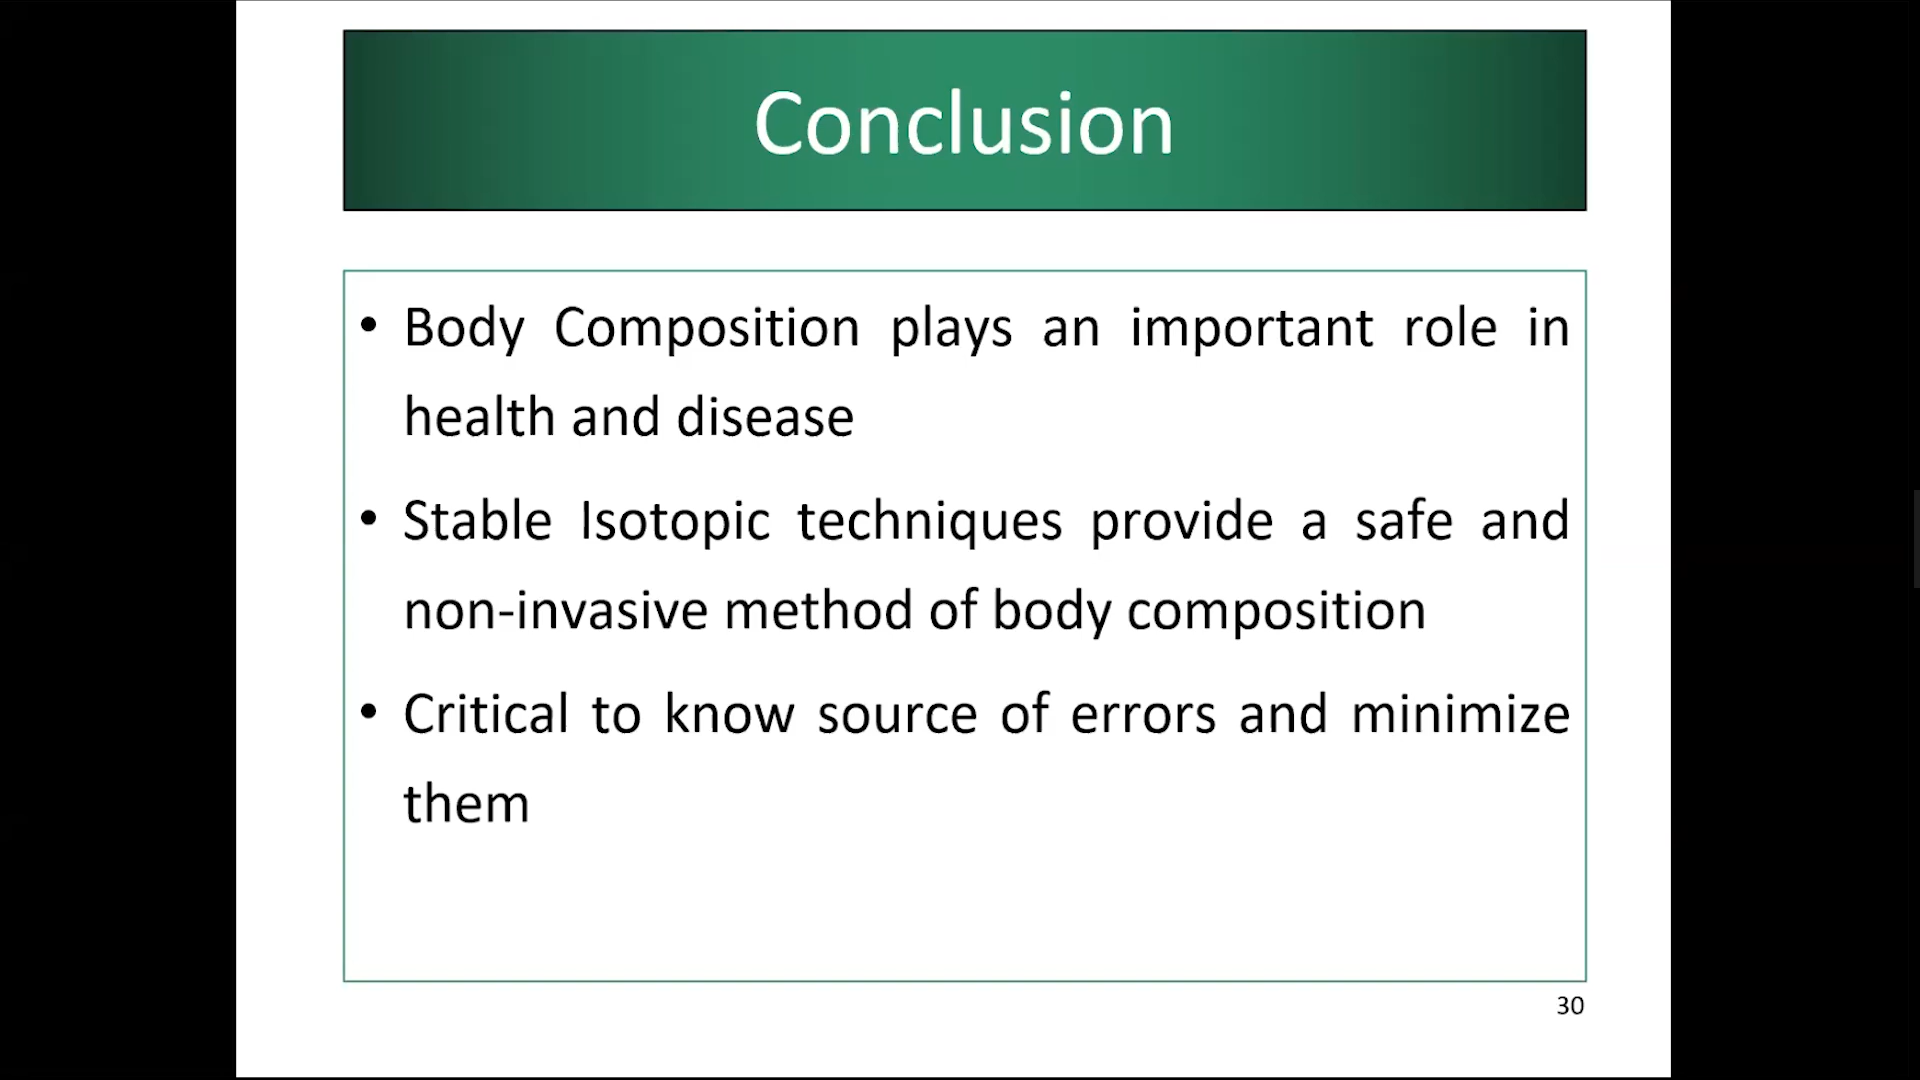 Conclusion
• Body Composition plays an important role in
health and disease
• Stable Isotopic techniques provide a safe and
non-invasive method of body composition
• Critical to know source of errors and minimize
them
30